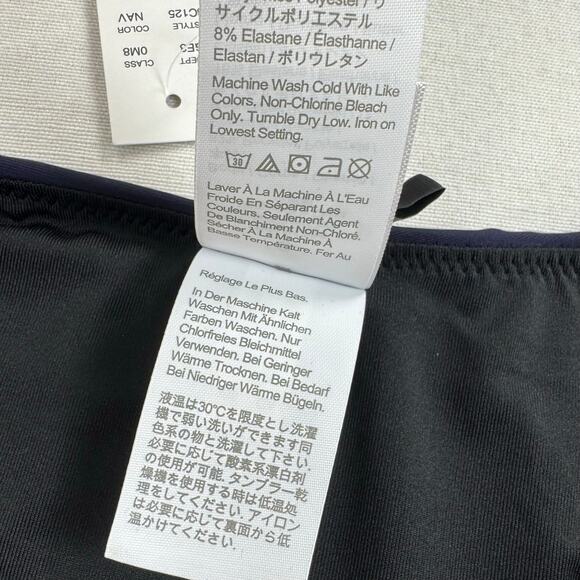 サイクルポリエステル
8% Elastane / Élasthanne /
Elastan / ポリウレタン
Machine Wash Cold With Like
Colors. Non-Chlorine Bleach
Only. Tumble Dry Low. Iron on
Lowest Setting.
30
Laver À La Machine À L'Eau
Froide En Séparant Les
Couleurs. Seulement Agent
De Blanchiment Non-Chloré.
Séchage À
Basse Température. Fer Au
Réglage Le Plus Bas.
In Der Maschine Kalt
Waschen Mit Ähnlichen
Farben Waschen. Nur
Chlorfreies Bleichmittel
Verwenden. Bei Geringer
Wärme Trocknen. Bei Bedarf
Bei Niedriger Wärme Bügeln.
液温は30℃を限度とし洗濯
機で弱い洗いができます同
色系の物と洗濯して下さい.
必要に応じて酸素系漂白剤
の使用が可能. タンブラー乾
燥機を使用する時は低温処
理をしてください. アイロン
は必要に応じて裏面から低
温かけてください.
STYLE
C125
COLOR
NAV
DEPT
CLASS
0M8